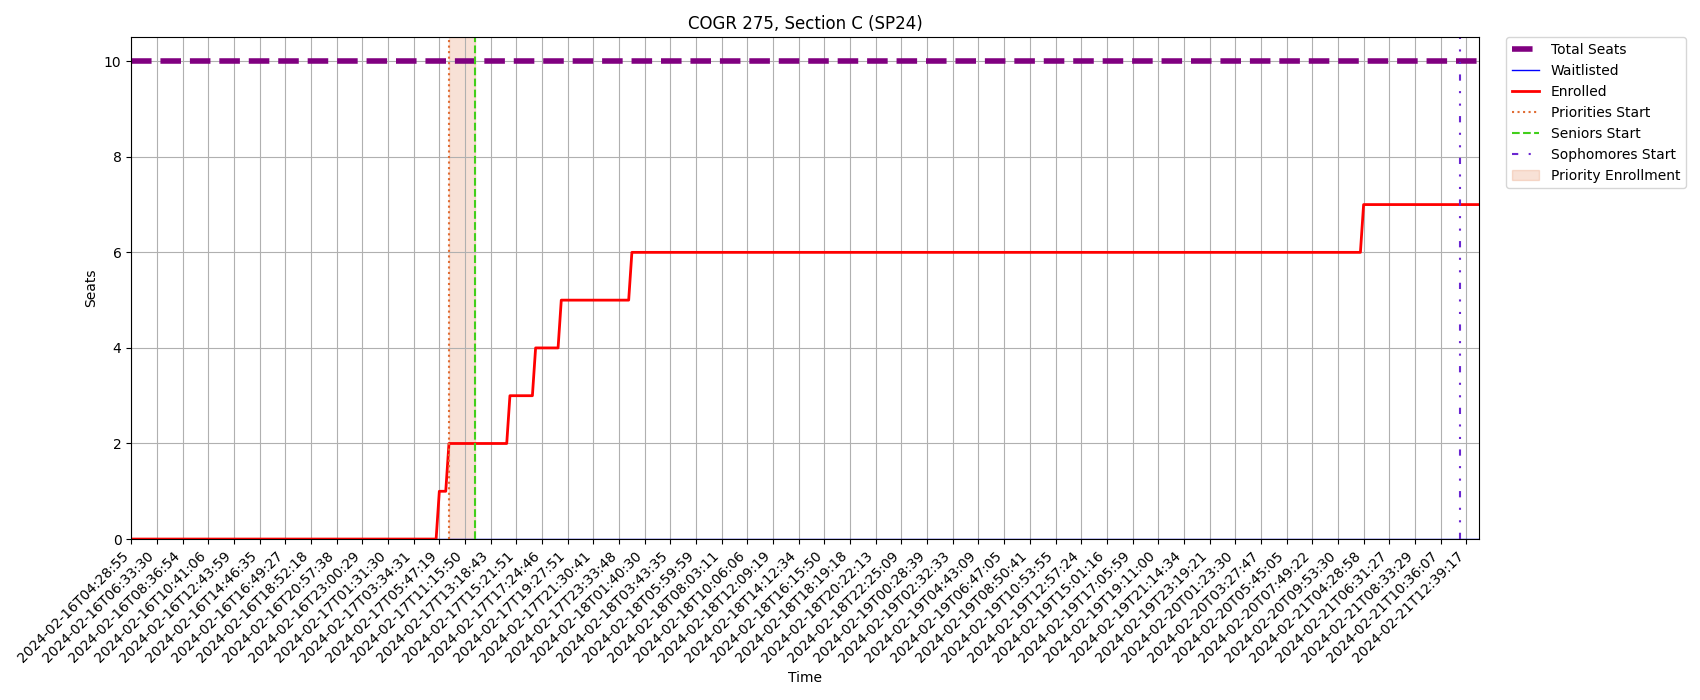 COGR 275, Section C (SP24)
Total Seats
Waitlisted
Enrolled
Priorities Start
Seniors Start
Sophomores Start
Priority Enrollment
10
8
6
4
2
0
Seats
2024-02-16T04:28:55
2024-02-16T06:33:30
2024-02-16T08:36:54
2024-02-16T10:41:06
2024-02-16T12:43:59
2024-02-16T14:46:35
2024-02-16T16:49:27
2024-02-16T18:52:18
2024-02-16T20:57:38
2024-02-16T23:00:29
2024-02-17T01:31:30
2024-02-17T03:34:31
2024-02-17T05:47:19
2024-02-17T11:15:50
2024-02-17T13:18:43
2024-02-17T15:21:51
2024-02-17T17:24:46
2024-02-17T19:27:51
2024-02-17T21:30:41
2024-02-17T23:33:48
2024-02-18T01:40:30
2024-02-18T03:43:35
2024-02-18T05:59:59
2024-02-18T08:03:11
2024-02-18T10:06:06
2024-02-18T12:09:19
2024-02-18T14:12:34
2024-02-18T16:15:50
2024-02-18T18:19:18
2024-02-18T20:22:13
2024-02-18T22:25:09
2024-02-19T00:28:39
2024-02-19T02:32:33
2024-02-19T04:43:09
2024-02-19T06:47:05
2024-02-19T08:50:41
2024-02-19T10:53:55
2024-02-19T12:57:24
2024-02-19T15:01:16
2024-02-19T17:05:59
2024-02-19T19:11:00
2024-02-19T21:14:34
2024-02-19T23:19:21
2024-02-20T01:23:30
2024-02-20T03:27:47
2024-02-20T05:45:05
2024-02-20T07:49:22
2024-02-20T09:53:30
2024-02-21T04:28:58
2024-02-21T06:31:27
2024-02-21T08:33:29
2024-02-21T10:36:07
2024-02-21T12:39:17
Time